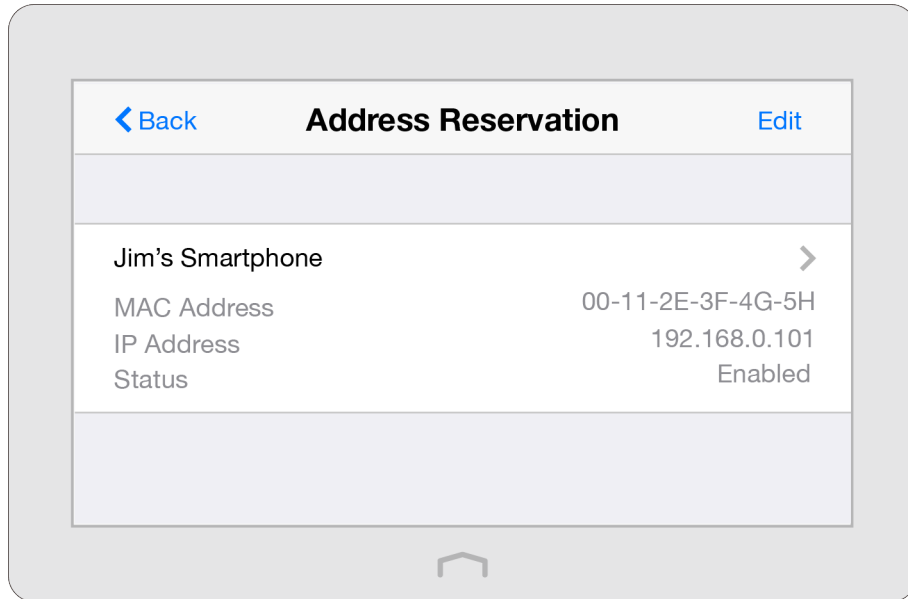 Back Address Reservation Edit
Jim's Smartphone
MAC Address 00-11-2E-3F-4G-5H
IP Address 192.168.0.101
Status Enabled